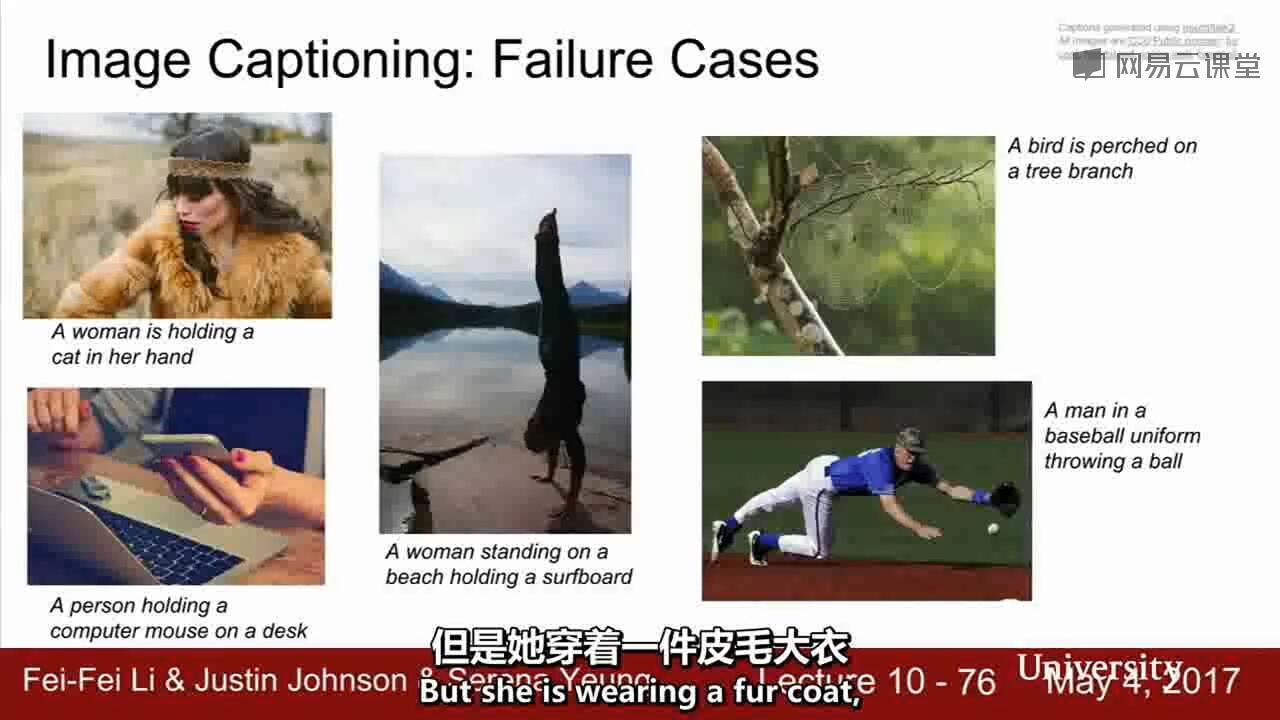 Image Captioning: Failure Cases
Captions generated using neuraltalk2
All images are CC0 Public domain:
网易云课堂
A woman is holding a
cat in her hand
A person holding a
computer mouse on a desk
A woman standing on a
beach holding a surfboard
A bird is perched on
a tree branch
A man in a
baseball uniform
throwing a ball
但是她穿着一件皮毛大衣
But she is wearing a fur coat,
Fei-Fei Li & Justin Johnson & Serena Yeung
Lecture 10 - 76
University
May 4, 2017